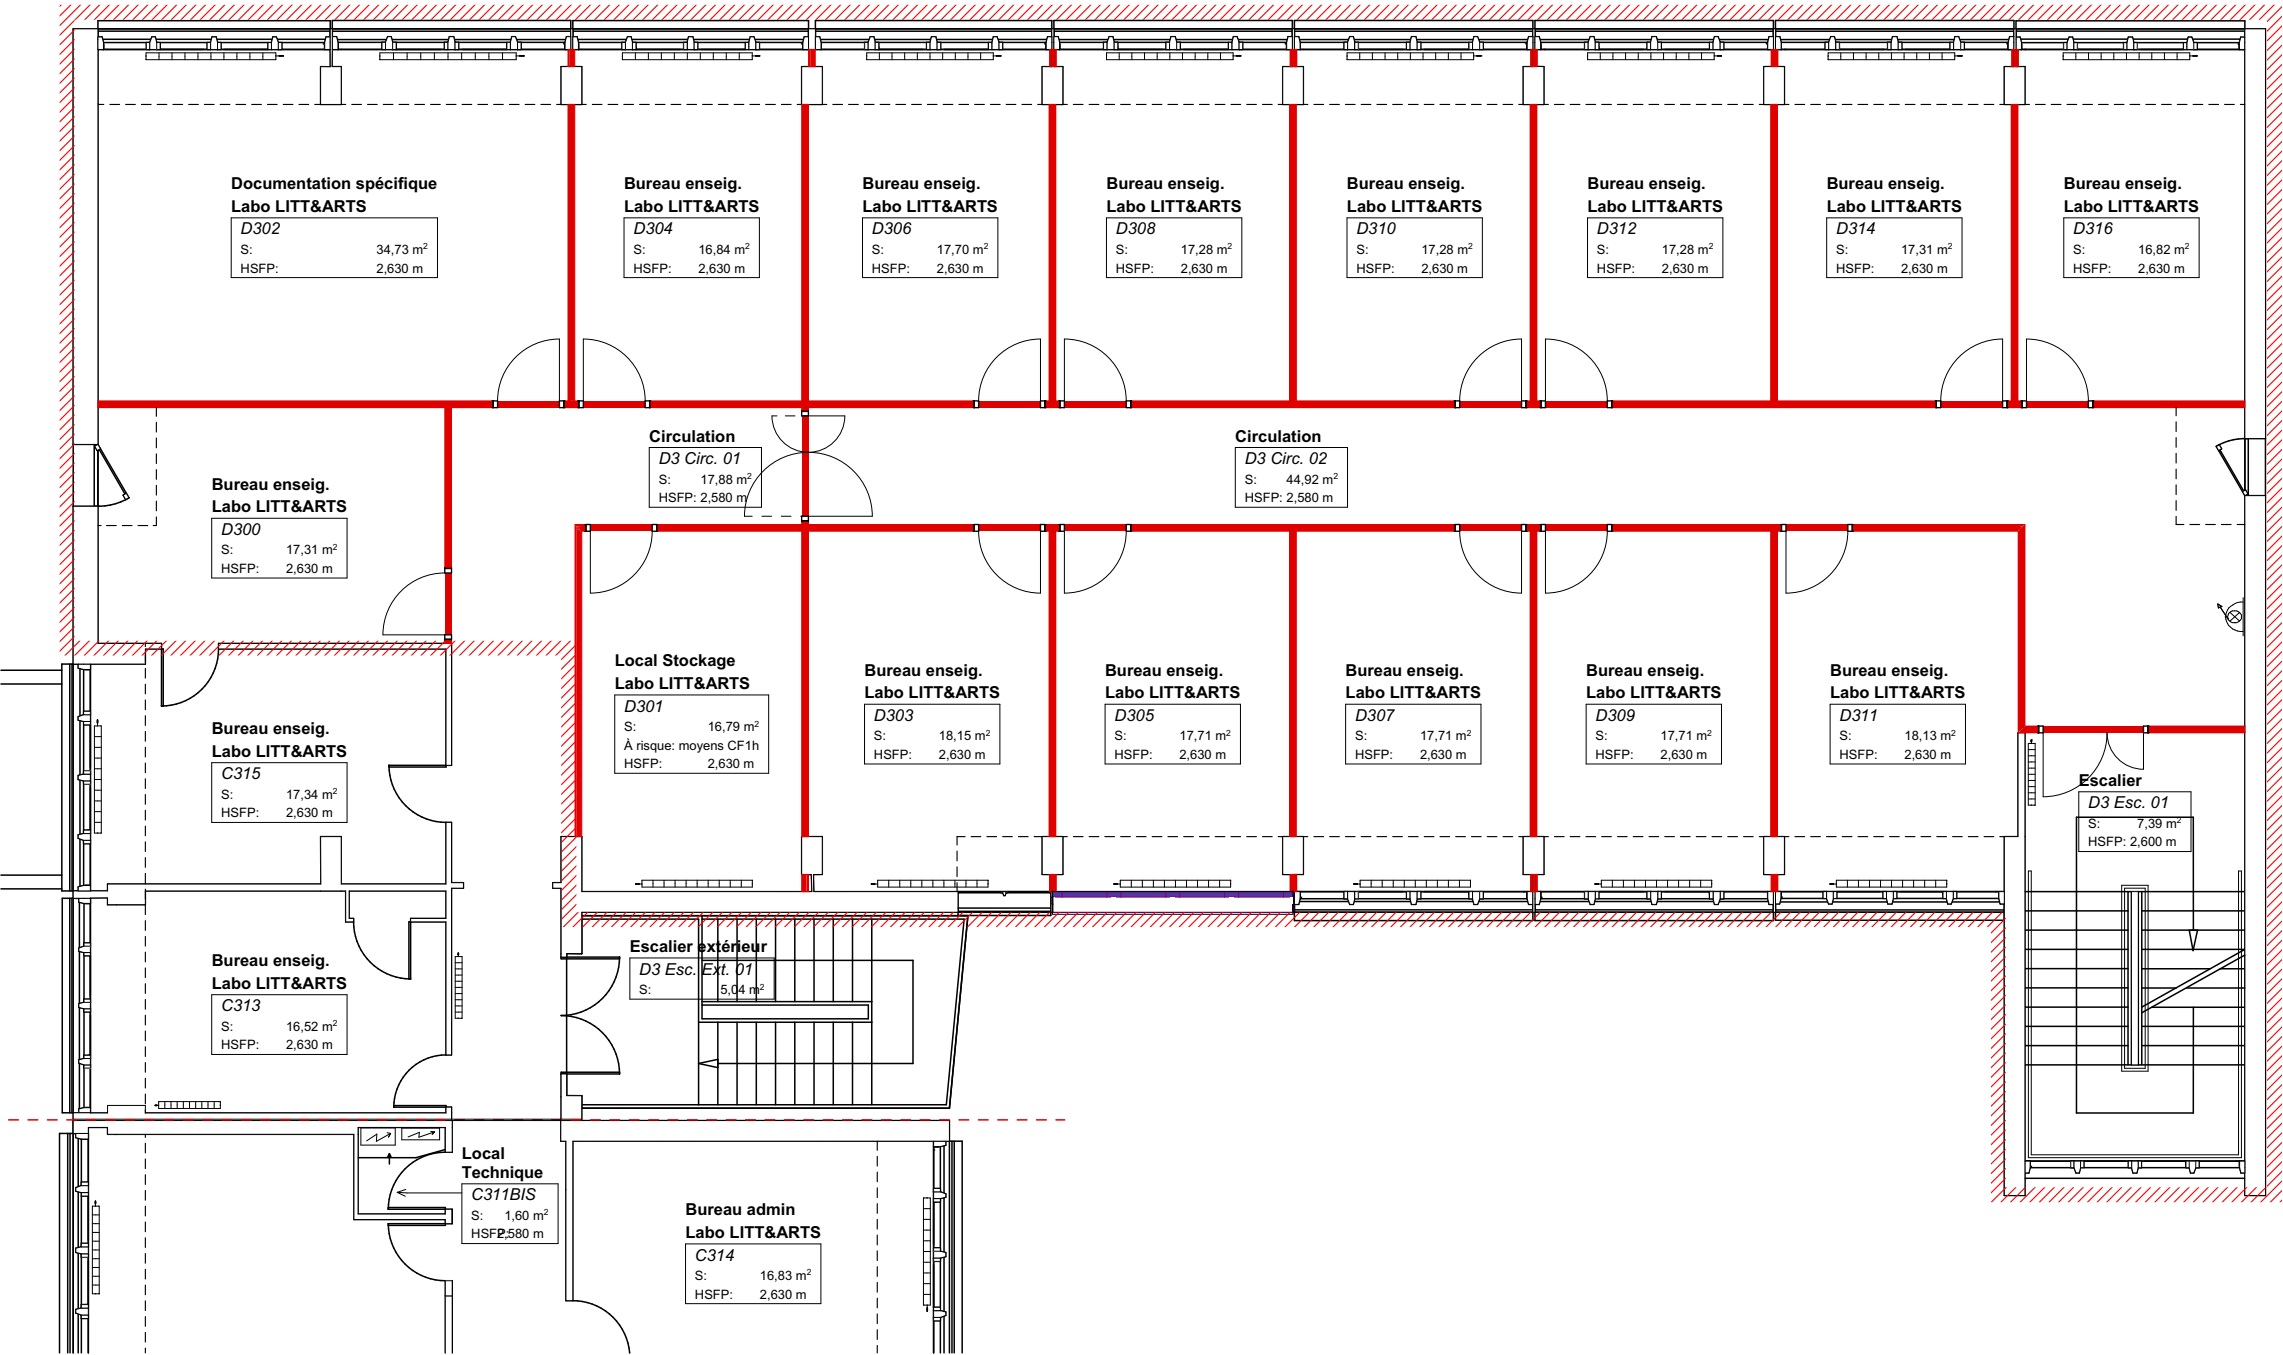 Documentation spécifique
Labo LITT&ARTS
D302
S: 34,73 m²
HSFP: 2,630 m
Bureau enseig.
Labo LITT&ARTS
D304
S: 16,84 m²
HSFP: 2,630 m
Bureau enseig.
Labo LITT&ARTS
D306
S: 17,70 m²
HSFP: 2,630 m
Bureau enseig.
Labo LITT&ARTS
D308
S: 17,28 m²
HSFP: 2,630 m
Bureau enseig.
Labo LITT&ARTS
D310
S: 17,28 m²
HSFP: 2,630 m
Bureau enseig.
Labo LITT&ARTS
D312
S: 17,28 m²
HSFP: 2,630 m
Bureau enseig.
Labo LITT&ARTS
D314
S: 17,31 m²
HSFP: 2,630 m
Bureau enseig.
Labo LITT&ARTS
D316
S: 16,82 m²
HSFP: 2,630 m
Circulation
D3 Circ. 01
S: 17,88 m²
HSFP: 2,580 m
Circulation
D3 Circ. 02
S: 44,92 m²
HSFP: 2,580 m
Bureau enseig.
Labo LITT&ARTS
D300
S: 17,31 m²
HSFP: 2,630 m
Local Stockage
Labo LITT&ARTS
D301
S: 16,79 m²
À risque: moyens CF1h
HSFP: 2,630 m
Bureau enseig.
Labo LITT&ARTS
D303
S: 18,15 m²
HSFP: 2,630 m
Bureau enseig.
Labo LITT&ARTS
D305
S: 17,71 m²
HSFP: 2,630 m
Bureau enseig.
Labo LITT&ARTS
D307
S: 17,71 m²
HSFP: 2,630 m
Bureau enseig.
Labo LITT&ARTS
D309
S: 17,71 m²
HSFP: 2,630 m
Bureau enseig.
Labo LITT&ARTS
D311
S: 18,13 m²
HSFP: 2,630 m
Bureau enseig.
Labo LITT&ARTS
C315
S: 17,34 m²
HSFP: 2,630 m
Escalier
D3 Esc. 01
S: 7,39 m²
HSFP: 2,600 m
Bureau enseig.
Labo LITT&ARTS
C313
S: 16,52 m²
HSFP: 2,630 m
Escalier extérieur
D3 Esc. Ext. 01
S: 5,04 m²
Local
Technique
C311BIS
S: 1,60 m²
HSFP: 2,580 m
Bureau admin
Labo LITT&ARTS
C314
S: 16,83 m²
HSFP: 2,630 m